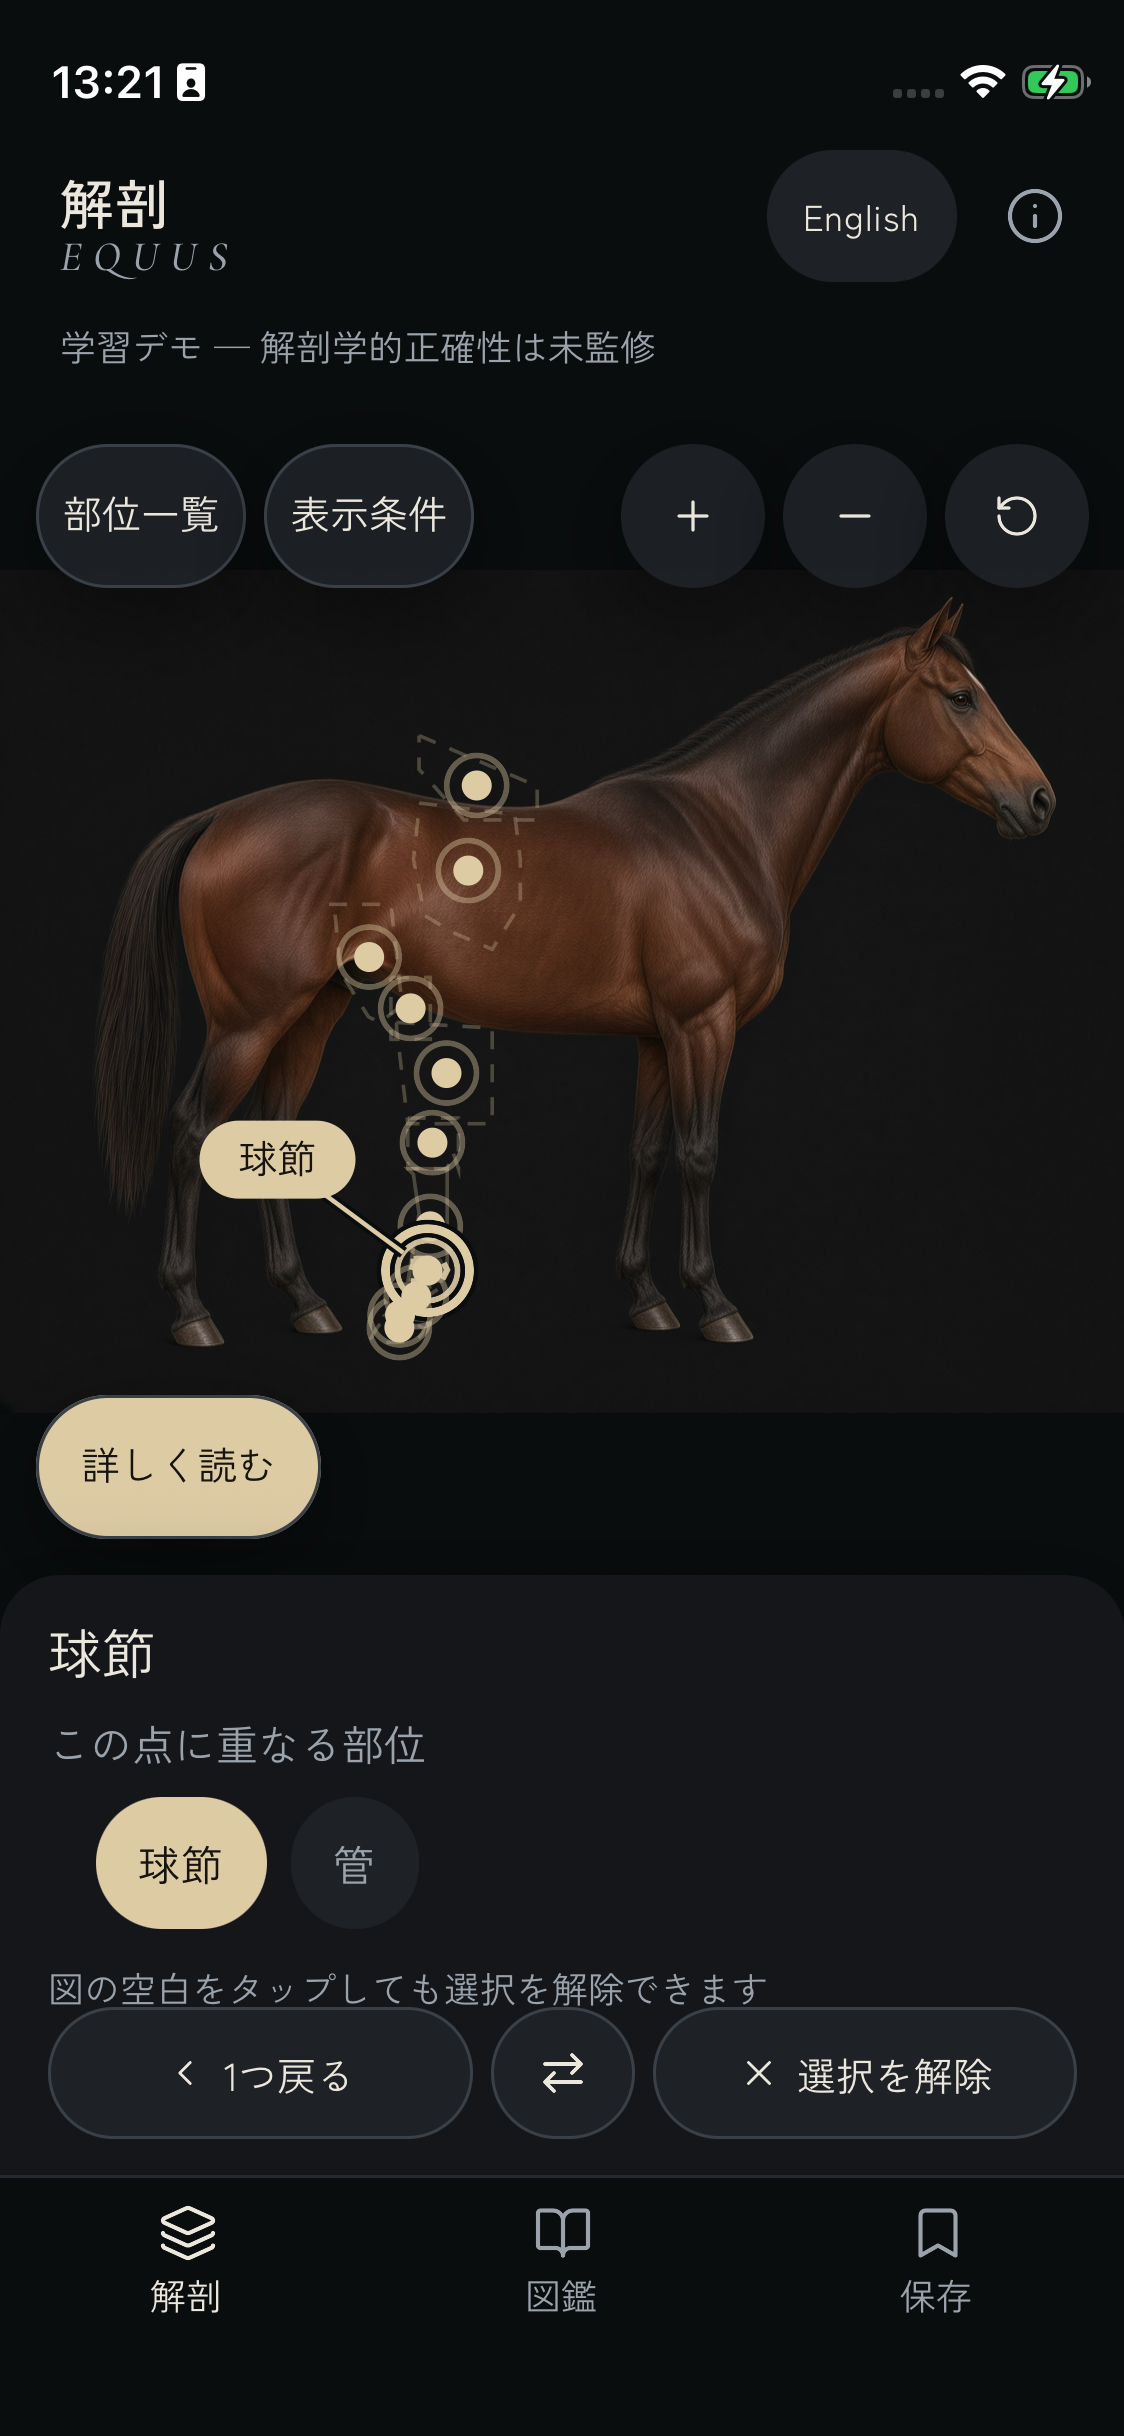 13:21
解剖
EQUUS
English
学習デモ — 解剖学的正確性は未監修
部位一覧
表示条件
球節
詳しく読む
球節
この点に重なる部位
球節
管
図の空白をタップしても選択を解除できます
1つ戻る
選択を解除
解剖
図鑑
保存